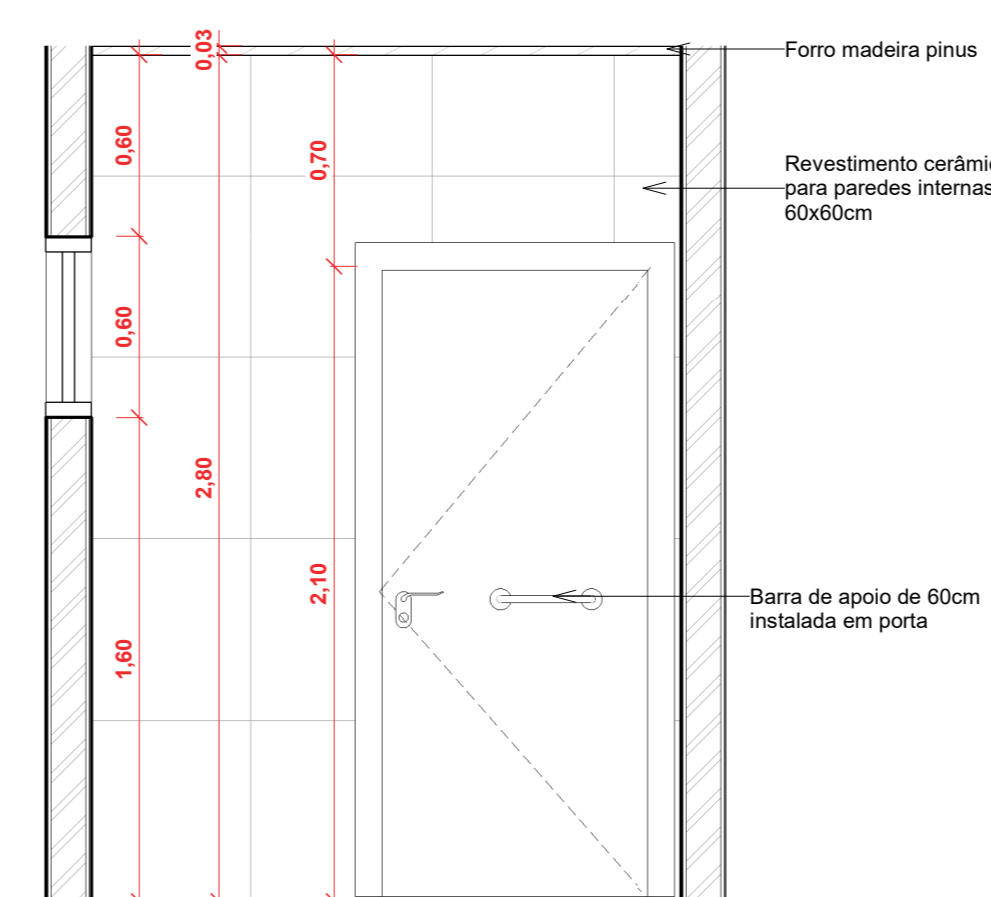 0,03
Forro madeira pinus
0,60
0,70
Revestimento cerâmi
para paredes internas
60x60cm
0,60
2,80
2,10
Barra de apoio de 60cm
instalada em porta
1,60